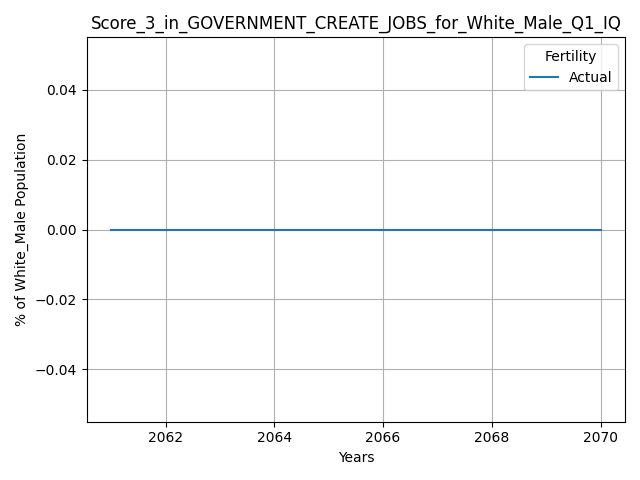 Score_3_in_GOVERNMENT_CREATE_JOBS_for_White_Male_Q1_IQ
Fertility
Actual
0.04
0.02
0.00
−0.02
−0.04
% of White_Male Population
2062 2064 2066 2068 2070
Years